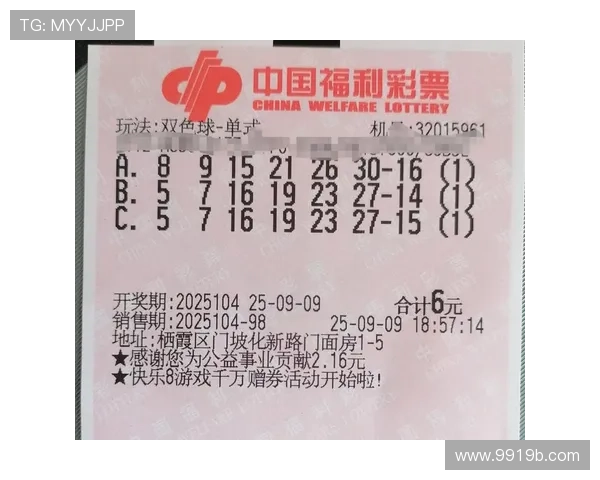 TG: MYYJJPP
中国福利彩票
CHINA WELFARE LOTTERY
玩法:双色球-单式 机号:32015961
A. 8 9 15 21 26 30-16 (1)
B. 5 7 16 19 23 27-14 (1)
C. 5 7 16 19 23 27-15 (1)
开奖期:2025104 25-09-09 合计6元
销售期:2025104-98 25-09-09 18:57:14
地址:栖霞区门坡化新路门面房1-5
★感谢您为公益事业贡献2.16元
★快乐8游戏千万赠券活动开始啦!
www.9919b.com